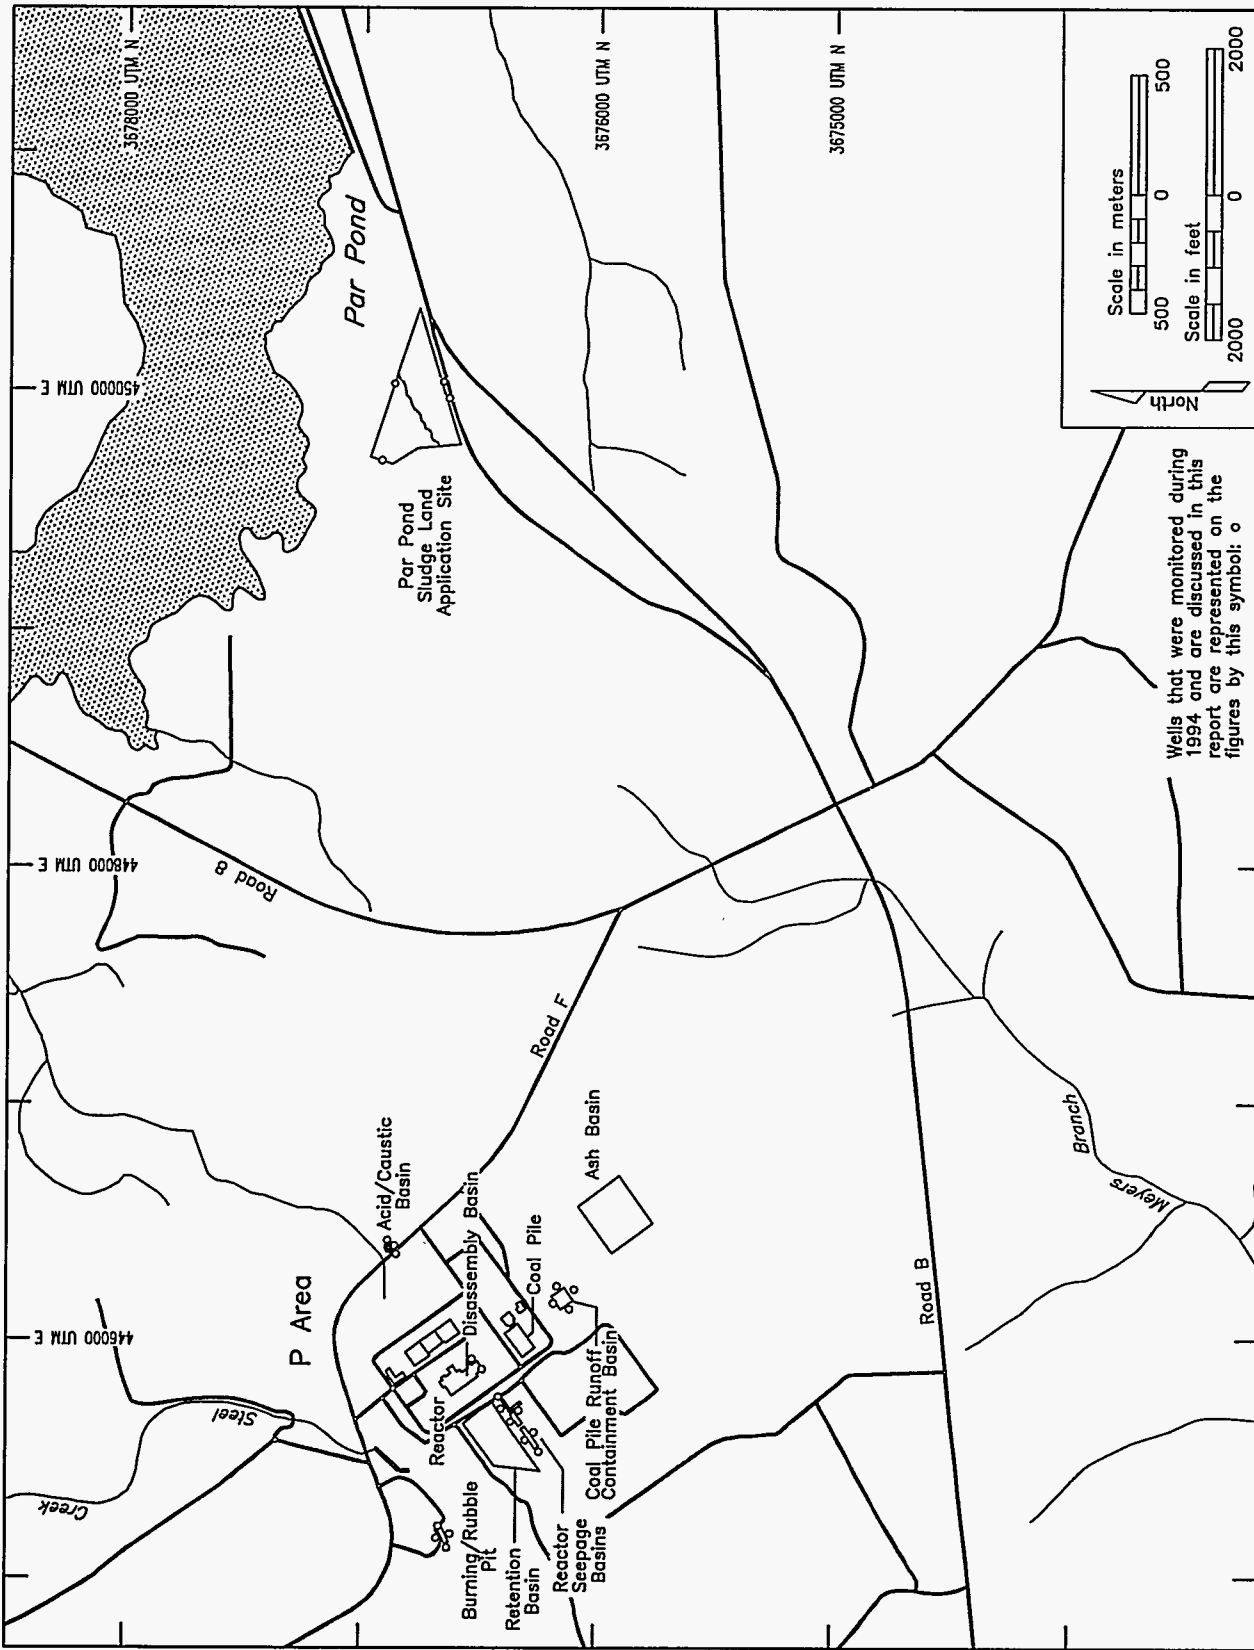 3678000 UTM N
3676000 UTM N
3675000 UTM N
450000 UTM E
448000 UTM E
446000 UTM E
Par Pond
Par Pond
Sludge Land
Application Site
Road 8
Road F
Road B
P Area
Acid/Caustic
Basin
Disassembly Basin
Coal Pile
Ash Basin
Reactor
Burning/Rubble
Pit
Retention
Basin
Reactor
Seepage
Basins
Coal Pile Runoff
Containment Basin
Steel
Creek
Meyers
Branch
Wells that were monitored during
1994 and are discussed in this
report are represented on the
figures by this symbol: o
North
Scale in meters
500 0 500
Scale in feet
2000 0 2000